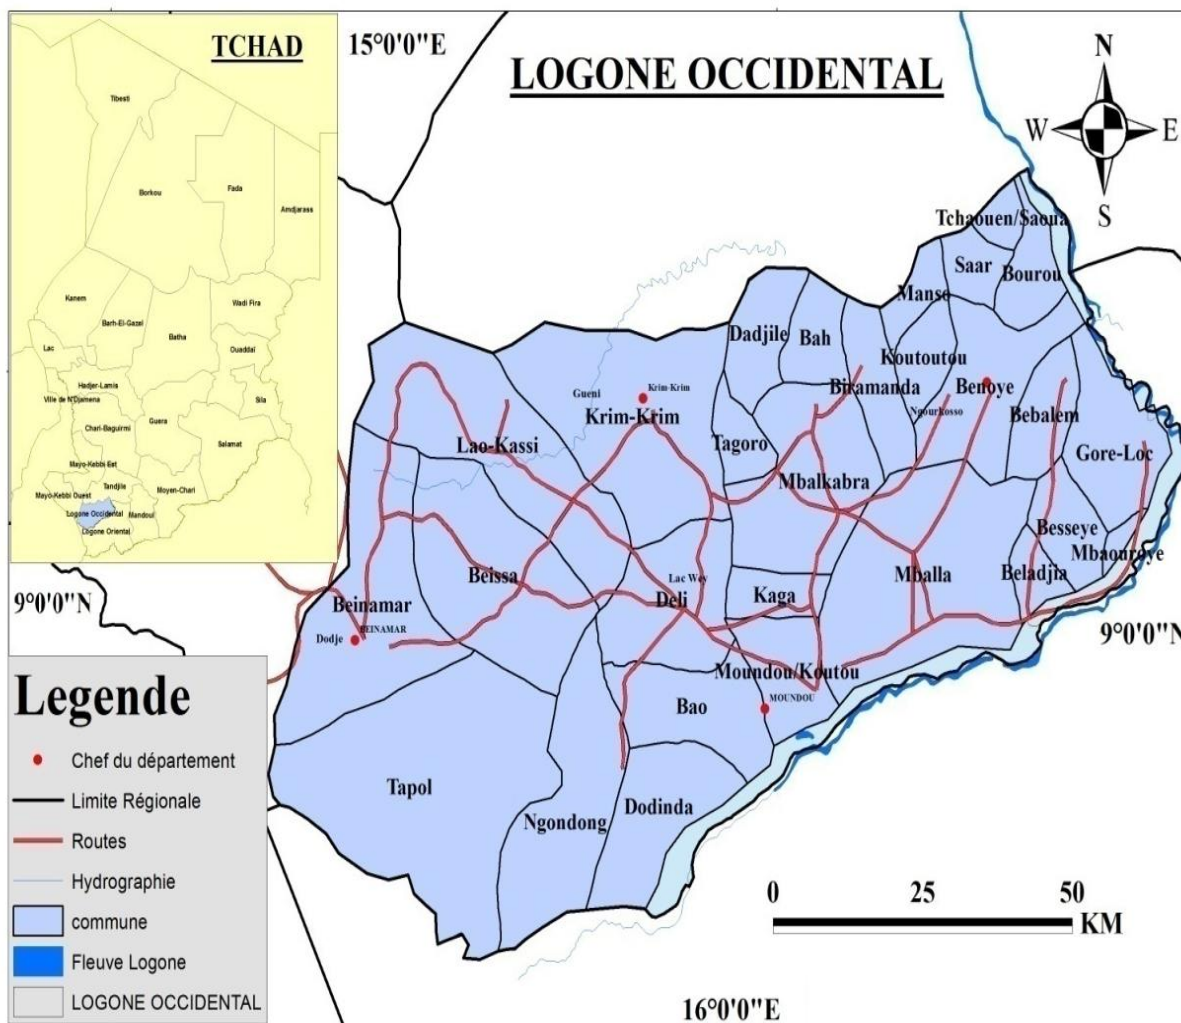 TCHAD
15°0'0"E
LOGONE OCCIDENTAL
N
W
E
S
Tibesti
Borkou
Fada
Amdjarass
Kanem
Barh-El-Gazal
Batha
Wadi Fira
Lac
Ouaddaï
Hadjer-Lamis
Ville de N'Djamena
Guera
Sila
Chari-Baguirmi
Salamat
Mayo-Kebbi Est
Tandjile
Moyen-Chari
Mayo-Kebbi Ouest
Logone Occidental
Mandoul
Logone Oriental
Tchaouen/Saoua
Saar
Bourou
Manse
Dadjile
Bah
Koutoutou
Biramanda
Benoye
Krim-Krim
Gueni
Krim-Krim
Ngourkosso
Bebalem
Lao-Kassi
Tagoro
Gore-Loc
Mbalkabra
Besseye
Mbaouroye
Beissa
Lac Wey
Mballa
Beladjia
Deli
Kaga
Beinamar
9°0'0"N
Dodje
BEINAMAR
9°0'0"N
Moundou/Koutou
MOUNDOU
Bao
Tapol
Dodinda
Ngondong
Legende
Chef du département
Limite Régionale
Routes
Hydrographie
commune
Fleuve Logone
LOGONE OCCIDENTAL
0 25 50
KM
16°0'0"E